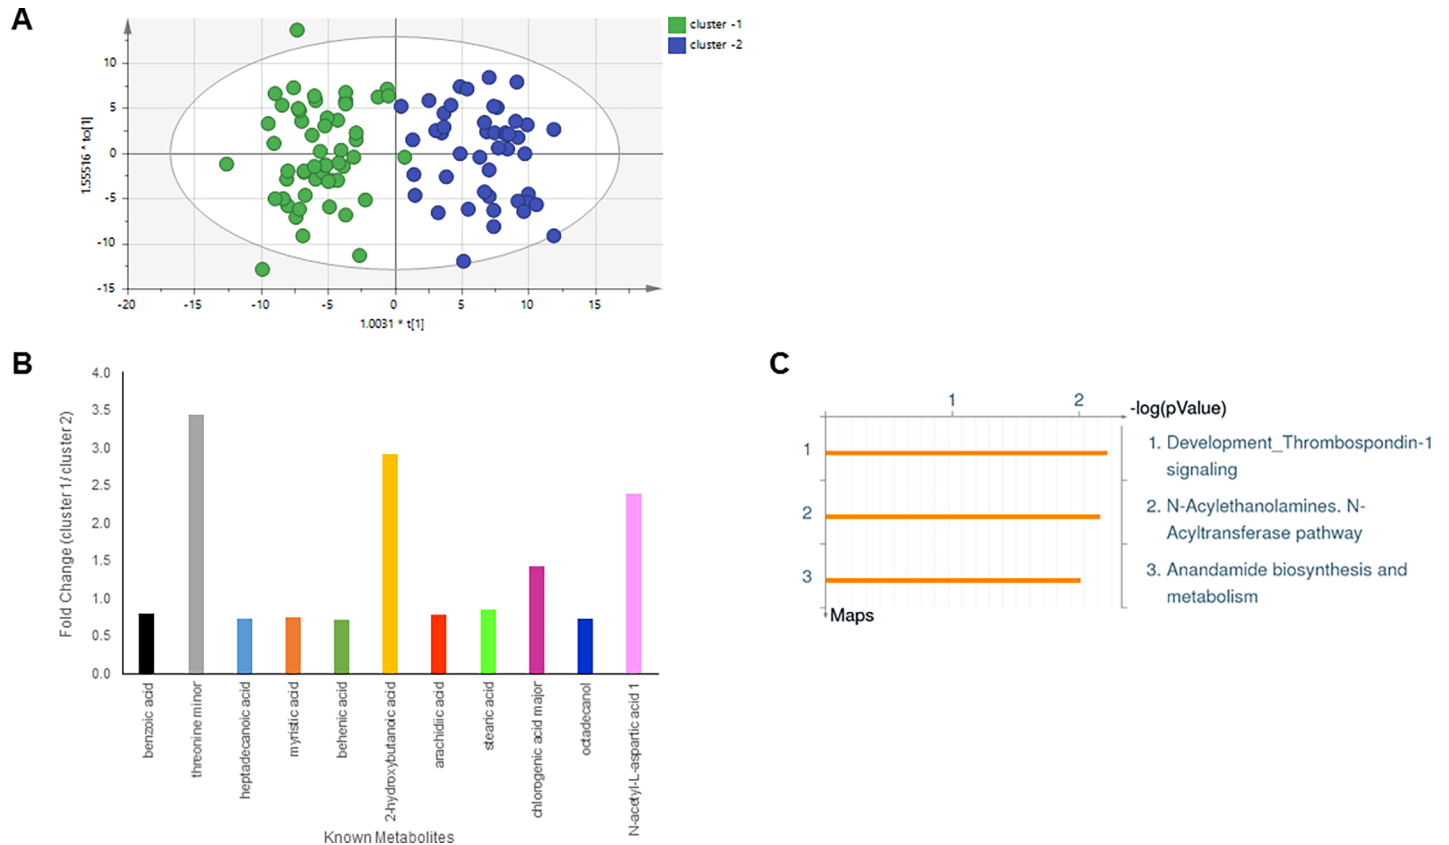 A
cluster -1
cluster -2
10
5
0
-5
-10
-15
1.55516 * to[1]
-20
-15
-10
-5
0
5
10
15
1.0031 * t[1]
B
4.0
3.5
3.0
2.5
2.0
1.5
1.0
0.5
0.0
Fold Change (cluster 1/ cluster 2)
benzoic acid
threonine minor
heptadecanoic acid
myristic acid
behenic acid
2-hydroxybutanoic acid
arachidiic acid
stearic acid
chlorogenic acid major
octadecanol
N-acetyl-L-aspartic acid 1
Known Metabolites
C
1
2
-log(pValue)
1
2
3
Maps
1. Development_Thrombospondin-1
signaling
2. N-Acylethanolamines. N-
Acyltransferase pathway
3. Anandamide biosynthesis and
metabolism